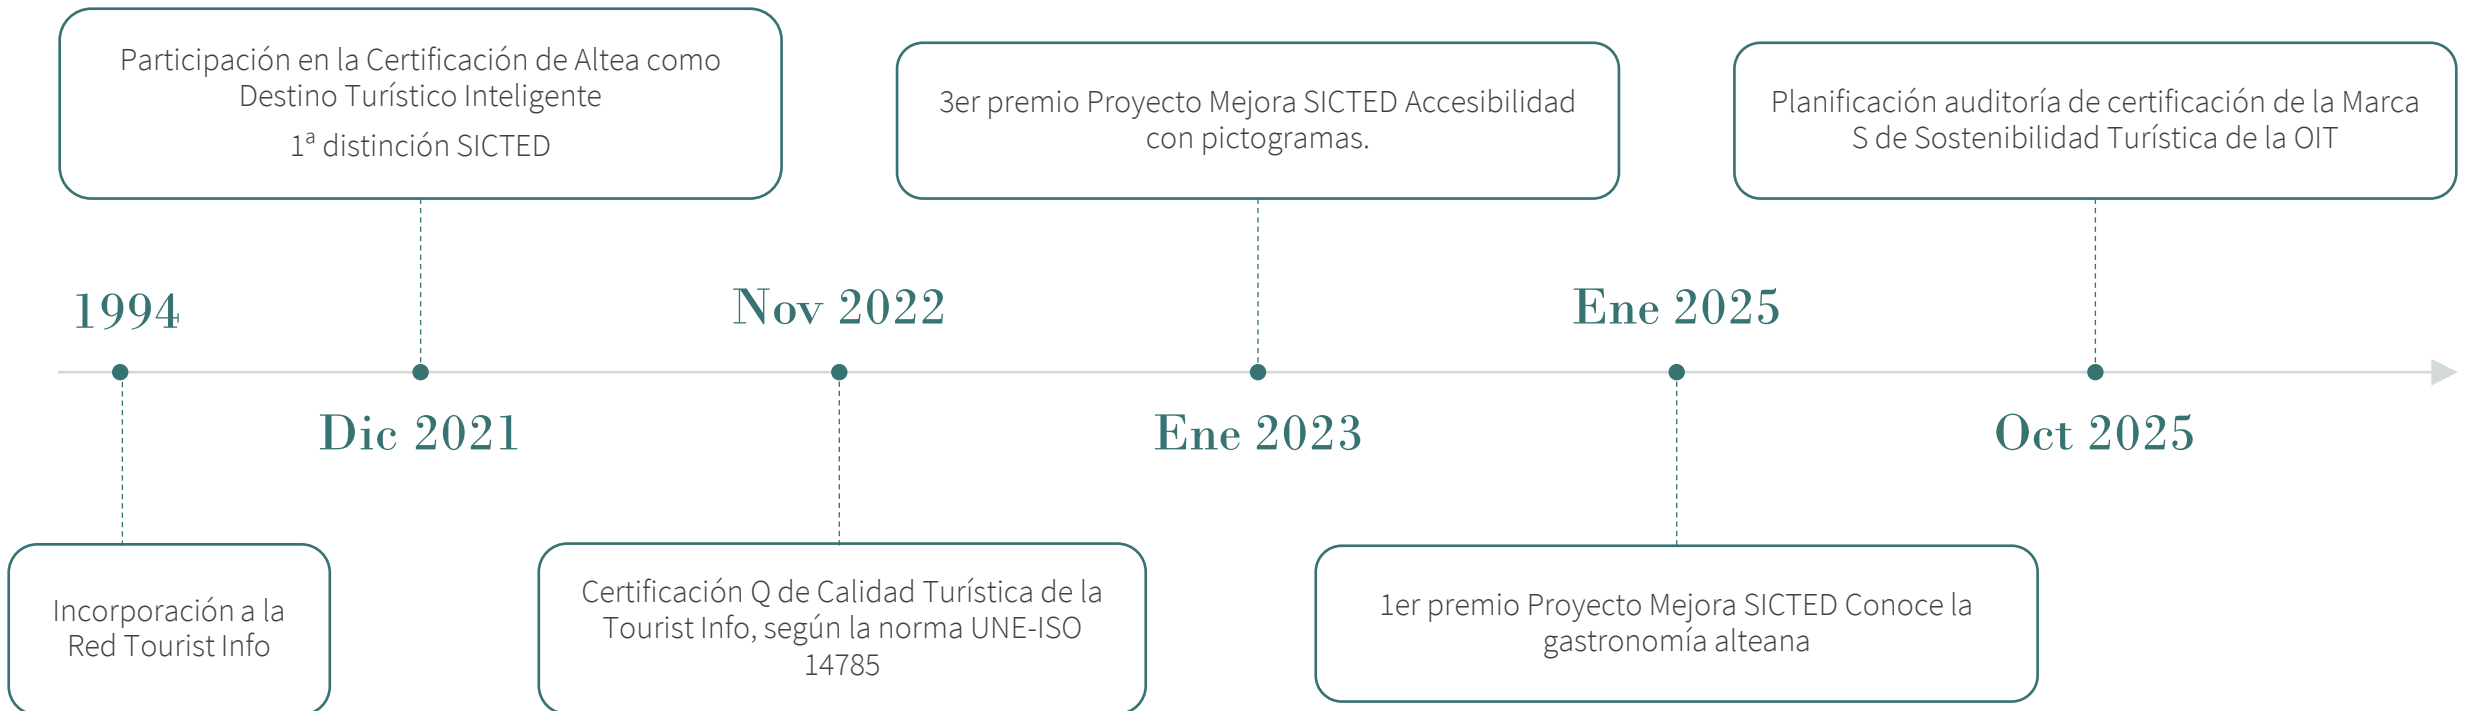 Participación en la Certificación de Altea como
Destino Turístico Inteligente
1ª distinción SICTED
3er premio Proyecto Mejora SICTED Accesibilidad
con pictogramas.
Planificación auditoría de certificación de la Marca
S de Sostenibilidad Turística de la OIT
1994
Nov 2022
Ene 2025
Dic 2021
Ene 2023
Oct 2025
Incorporación a la
Red Tourist Info
Certificación Q de Calidad Turística de la
Tourist Info, según la norma UNE-ISO
14785
1er premio Proyecto Mejora SICTED Conoce la
gastronomía alteana